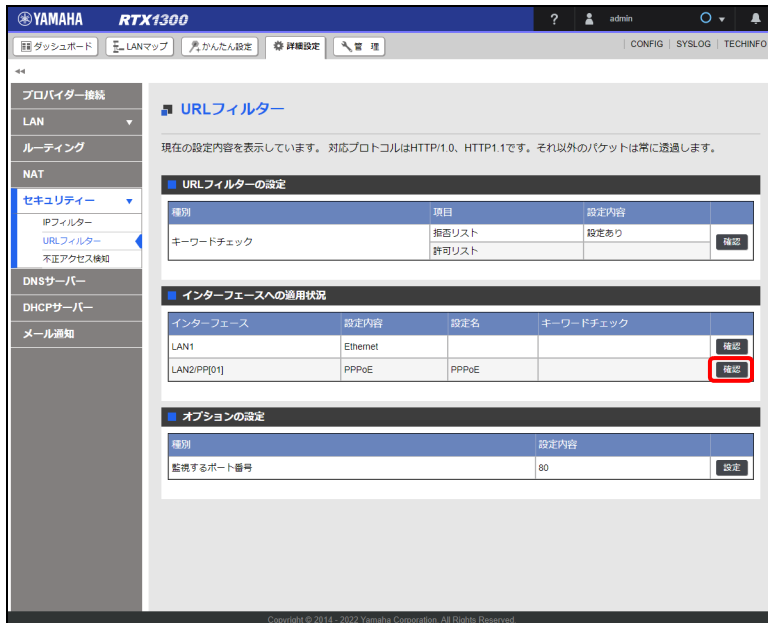 YAMAHA RTX1300 ? admin
ダッシュボード LANマップ かんたん設定 詳細設定 管 理 CONFIG SYSLOG TECHINFO
プロバイダー接続
LAN
ルーティング
NAT
セキュリティー
IPフィルター
URLフィルター
不正アクセス検知
DNSサーバー
DHCPサーバー
メール通知
URLフィルター
現在の設定内容を表示しています。 対応プロトコルはHTTP/1.0、HTTP1.1です。それ以外のパケットは常に透過します。
URLフィルターの設定
種別 項目 設定内容
キーワードチェック 拒否リスト 設定あり 確認
許可リスト
インターフェースへの適用状況
インターフェース 設定内容 設定名 キーワードチェック
LAN1 Ethernet 確認
LAN2/PP[01] PPPoE PPPoE 確認
オプションの設定
種別 設定内容
監視するポート番号 80 設定
Copyright © 2014 - 2022 Yamaha Corporation. All Rights Reserved.